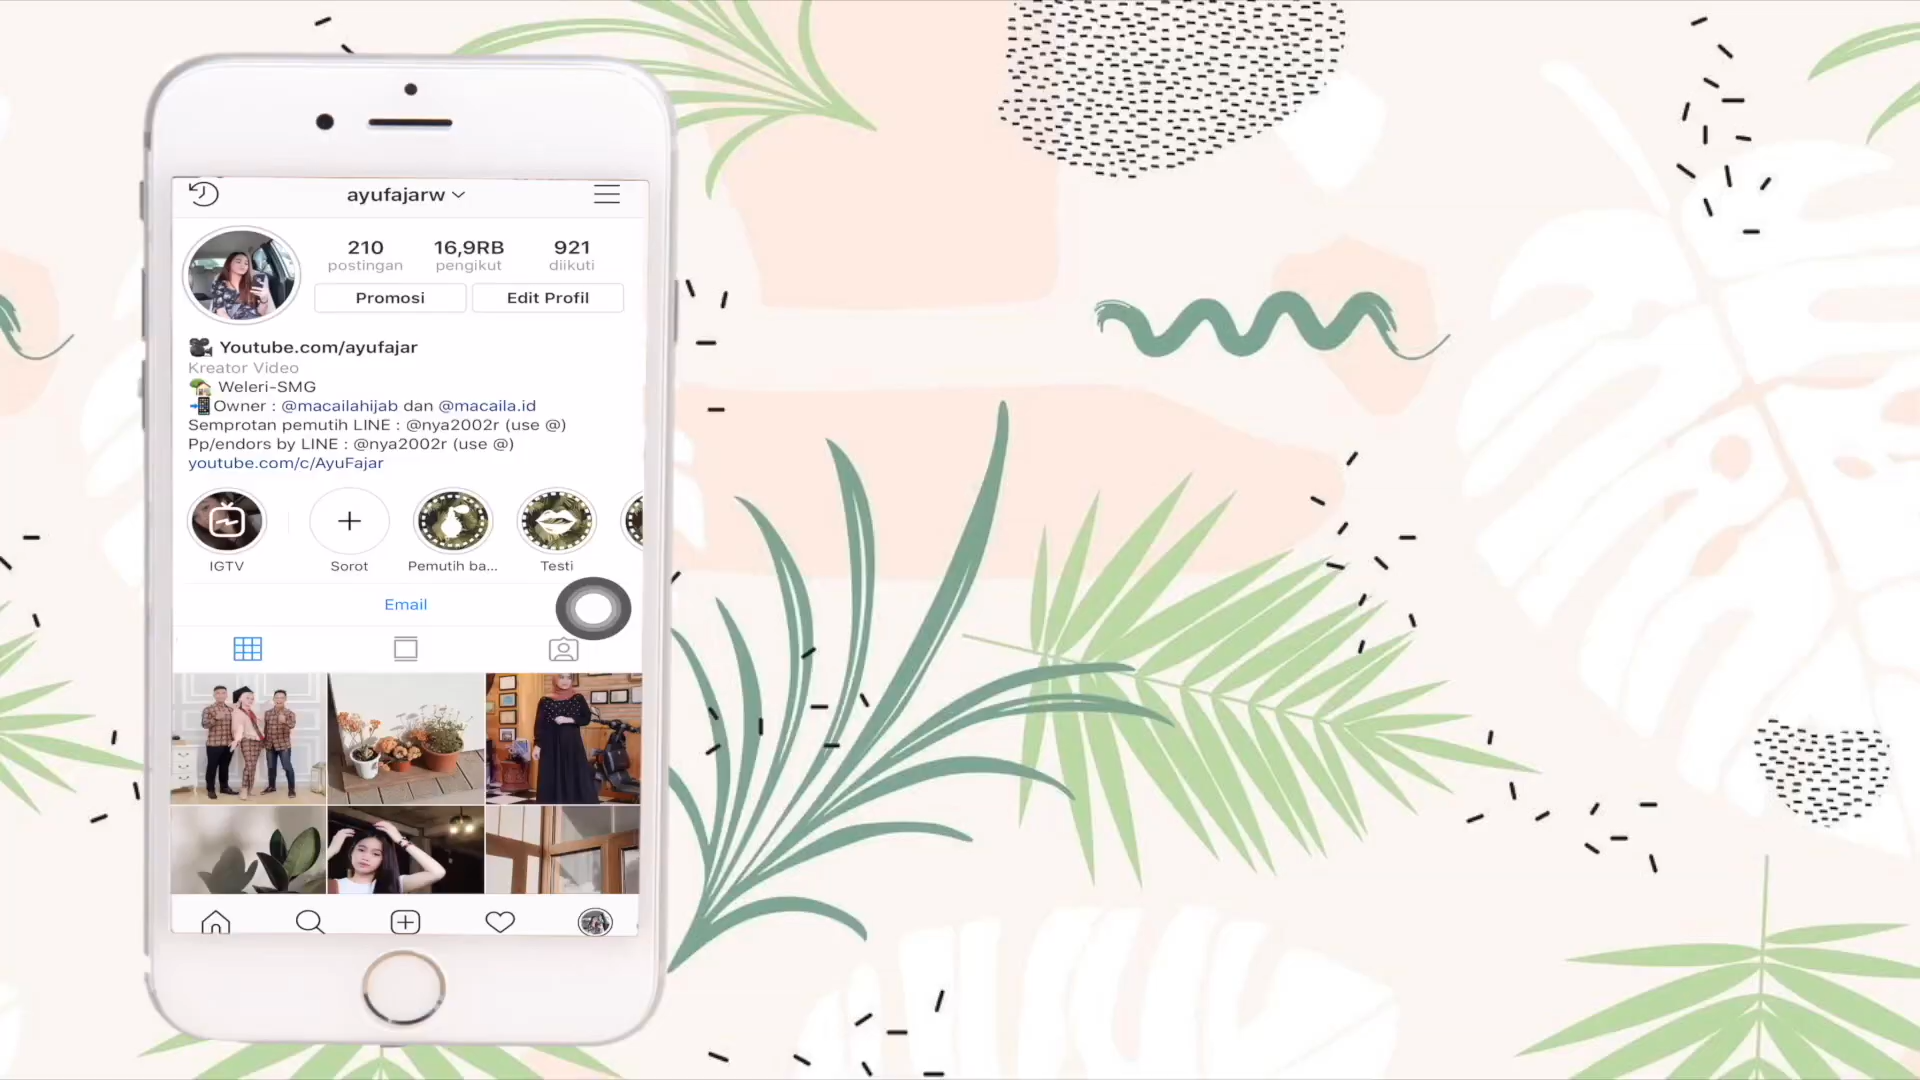 ayufajarw
210 16,9RB 921
postingan pengikut diikuti
Promosi Edit Profil
Youtube.com/ayufajar
Kreator Video
Weleri-SMG
Owner : @macailahijab dan @macaila.id
Semprotan pemutih LINE : @nya2002r (use @)
Pp/endors by LINE : @nya2002r (use @)
youtube.com/c/AyuFajar
IGTV Sorot Pemutih ba... Testi
Email